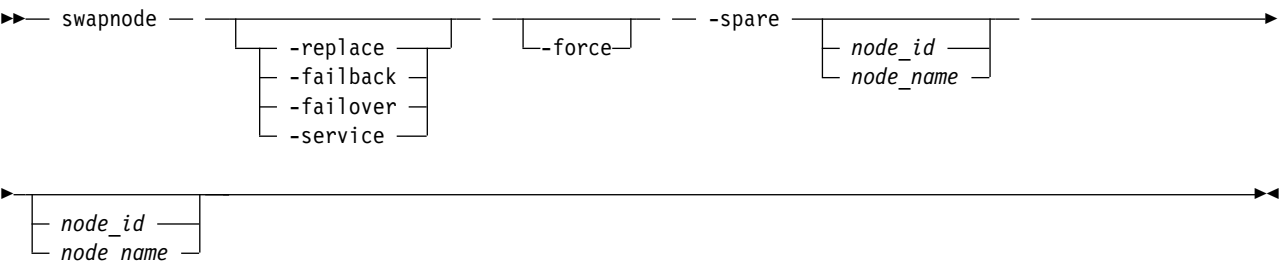 swapnode -spare
-replace -force node_id
-failback node_name
-failover
-service
node_id
node_name